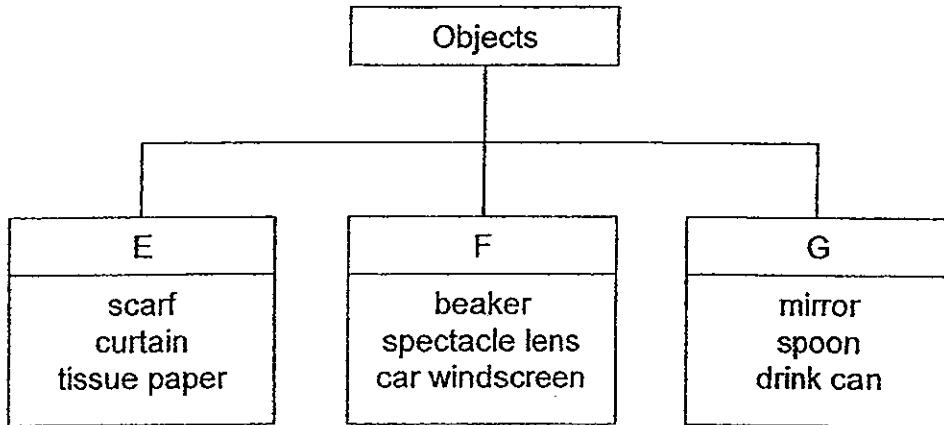 Objects
E
scarf
curtain
tissue paper
F
beaker
spectacle lens
car windscreen
G
mirror
spoon
drink can